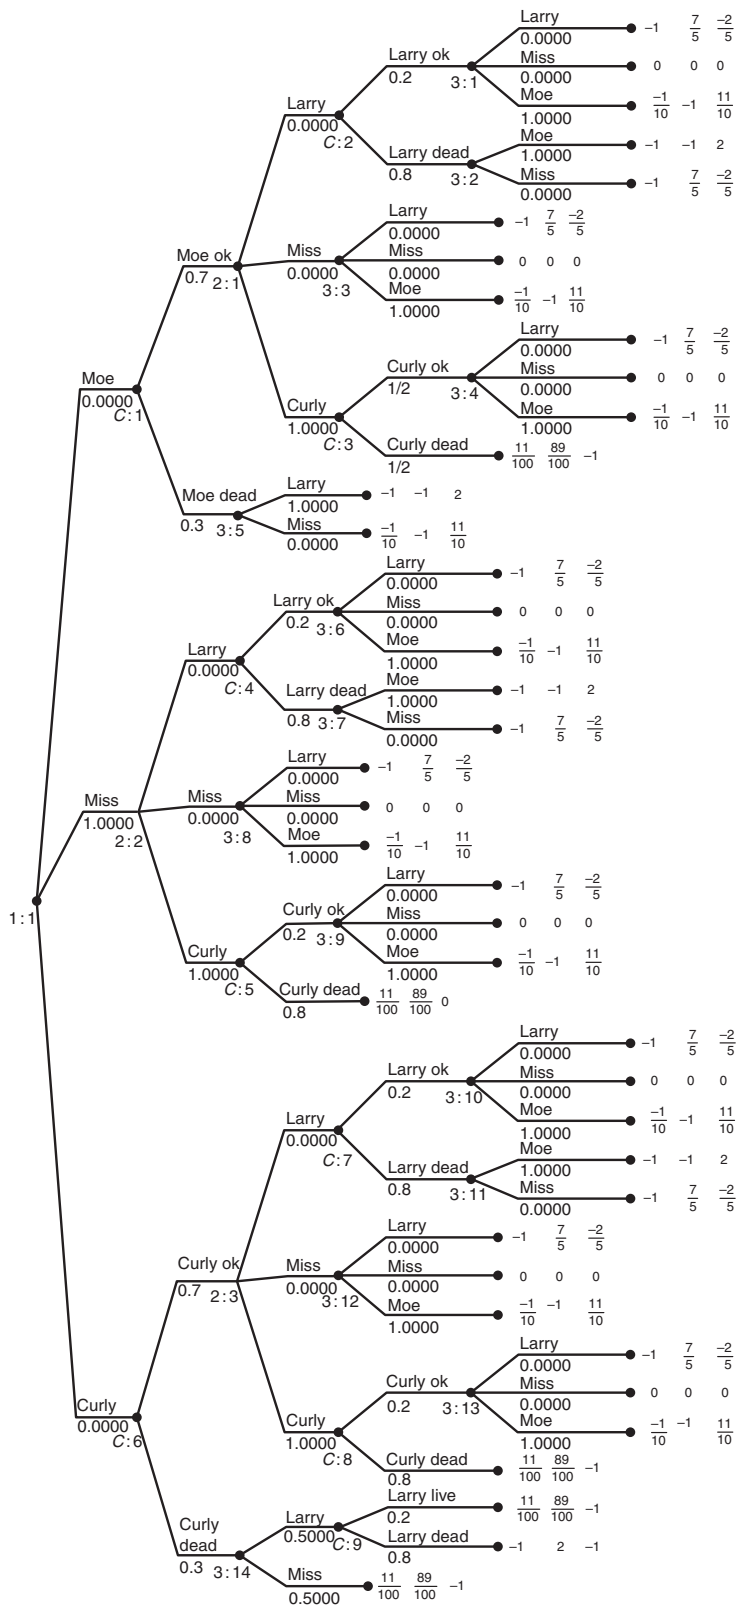 Larry
0.0000
−1 7/5 −2/5
Larry ok
0.2
3:1
Miss
0.0000
0 0 0
Moe
1.0000
−1/10 −1 11/10
Larry
0.0000
C:2
Larry dead
0.8
3:2
Moe
1.0000
−1 −1 2
Miss
0.0000
−1 7/5 −2/5
Moe ok
0.7
2:1
Miss
0.0000
3:3
Larry
0.0000
−1 7/5 −2/5
Miss
0.0000
0 0 0
Moe
1.0000
−1/10 −1 11/10
Curly
1.0000
C:3
Curly ok
1/2
3:4
Larry
0.0000
−1 7/5 −2/5
Miss
0.0000
0 0 0
Moe
1.0000
−1/10 −1 11/10
Curly dead
1/2
11/100 89/100 −1
Moe
0.0000
C:1
Moe dead
0.3
3:5
Larry
1.0000
−1 −1 2
Miss
0.0000
−1/10 −1 11/10
Larry
0.0000
C:4
Larry ok
0.2
3:6
Larry
0.0000
−1 7/5 −2/5
Miss
0.0000
0 0 0
Moe
1.0000
−1/10 −1 11/10
Larry dead
0.8
3:7
Moe
1.0000
−1 −1 2
Miss
0.0000
−1 7/5 −2/5
Miss
1.0000
2:2
Miss
0.0000
3:8
Larry
0.0000
−1 7/5 −2/5
Miss
0.0000
0 0 0
Moe
1.0000
−1/10 −1 11/10
1:1
Curly
1.0000
C:5
Curly ok
0.2
3:9
Larry
0.0000
−1 7/5 −2/5
Miss
0.0000
0 0 0
Moe
1.0000
−1/10 −1 11/10
Curly dead
0.8
11/100 89/100 0
Larry
0.0000
C:7
Larry ok
0.2
3:10
Larry
0.0000
−1 7/5 −2/5
Miss
0.0000
0 0 0
Moe
1.0000
−1/10 −1 11/10
Larry dead
0.8
3:11
Moe
1.0000
−1 −1 2
Miss
0.0000
−1 7/5 −2/5
Curly ok
0.7
2:3
Miss
0.0000
3:12
Larry
0.0000
−1 7/5 −2/5
Miss
0.0000
0 0 0
Moe
1.0000
−1/10 −1 11/10
Curly
1.0000
C:8
Curly ok
0.2
3:13
Larry
0.0000
−1 7/5 −2/5
Miss
0.0000
0 0 0
Moe
1.0000
−1/10 −1 11/10
Curly dead
0.8
11/100 89/100 −1
Curly
0.0000
C:6
Curly
dead
0.3
3:14
Larry
0.5000
C:9
Larry live
0.2
11/100 89/100 −1
Larry dead
0.8
−1 2 −1
Miss
0.5000
11/100 89/100 −1